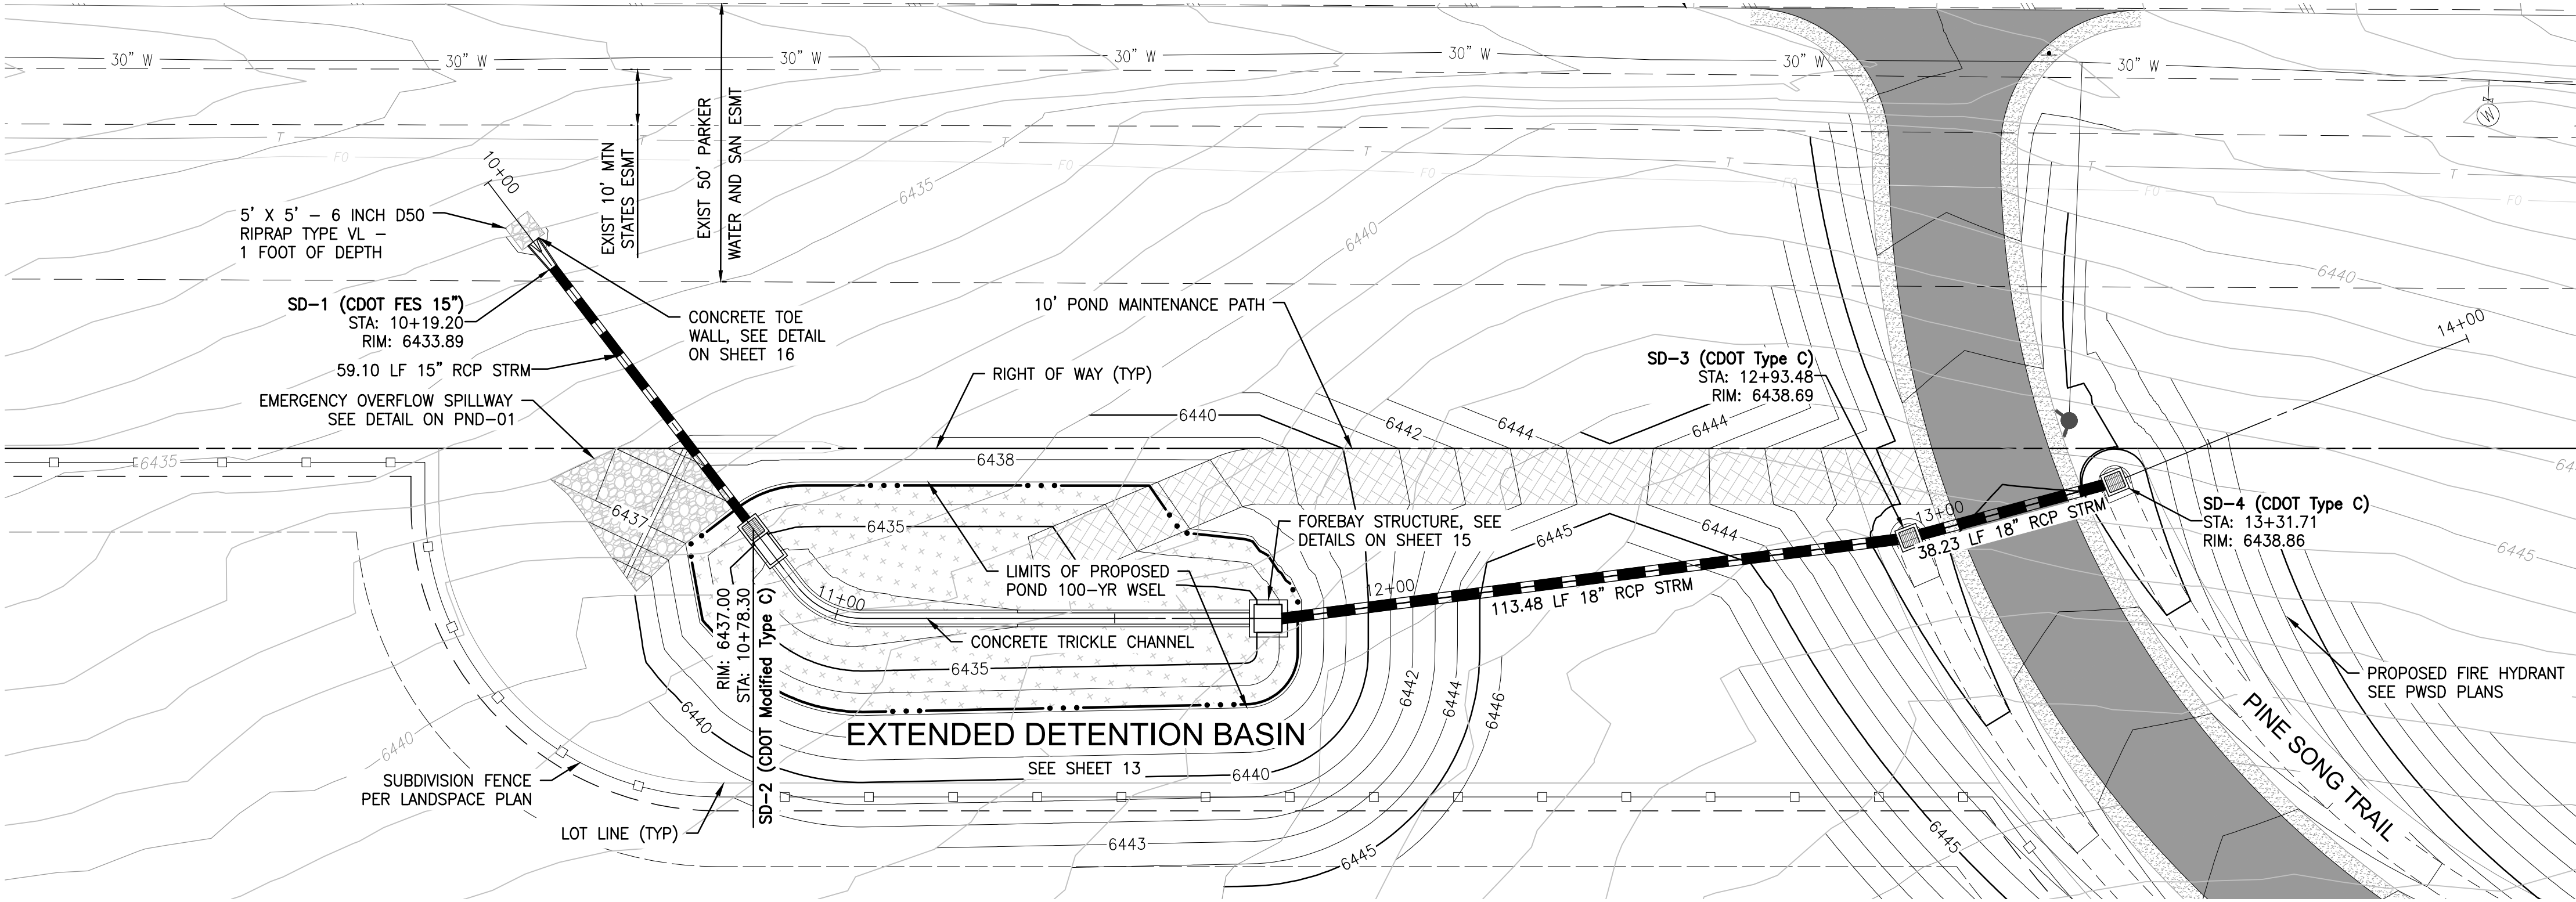 30" W
30" W
30" W
30" W
30" W
30" W
30" W
W
T
T
T
T
T
T
FO
FO
FO
FO
FO
FO
FO
EXIST 10' MTN
STATES ESMT
EXIST 50' PARKER
WATER AND SAN ESMT
10+00
6435
6440
6440
5' X 5' – 6 INCH D50
RIPRAP TYPE VL –
1 FOOT OF DEPTH
SD-1 (CDOT FES 15")
STA: 10+19.20
RIM: 6433.89
59.10 LF 15" RCP STRM
CONCRETE TOE
WALL, SEE DETAIL
ON SHEET 16
EMERGENCY OVERFLOW SPILLWAY
SEE DETAIL ON PND-01
10' POND MAINTENANCE PATH
RIGHT OF WAY (TYP)
SD-3 (CDOT Type C)
STA: 12+93.48
RIM: 6438.69
14+00
6440
6442
6444
6444
6438
6435
6437
6435
FOREBAY STRUCTURE, SEE
DETAILS ON SHEET 15
6445
6444
13+00
38.23 LF 18" RCP STRM
SD-4 (CDOT Type C)
STA: 13+31.71
RIM: 6438.86
6445
LIMITS OF PROPOSED
POND 100-YR WSEL
11+00
12+00
113.48 LF 18" RCP STRM
CONCRETE TRICKLE CHANNEL
6435
RIM: 6437.00
STA: 10+78.30
SD-2 (CDOT Modified Type C)
6442
6444
6446
6440
6440
EXTENDED DETENTION BASIN
SEE SHEET 13
6440
PROPOSED FIRE HYDRANT
SEE PWSD PLANS
PINE SONG TRAIL
SUBDIVISION FENCE
PER LANDSPACE PLAN
LOT LINE (TYP)
6443
6445
6445